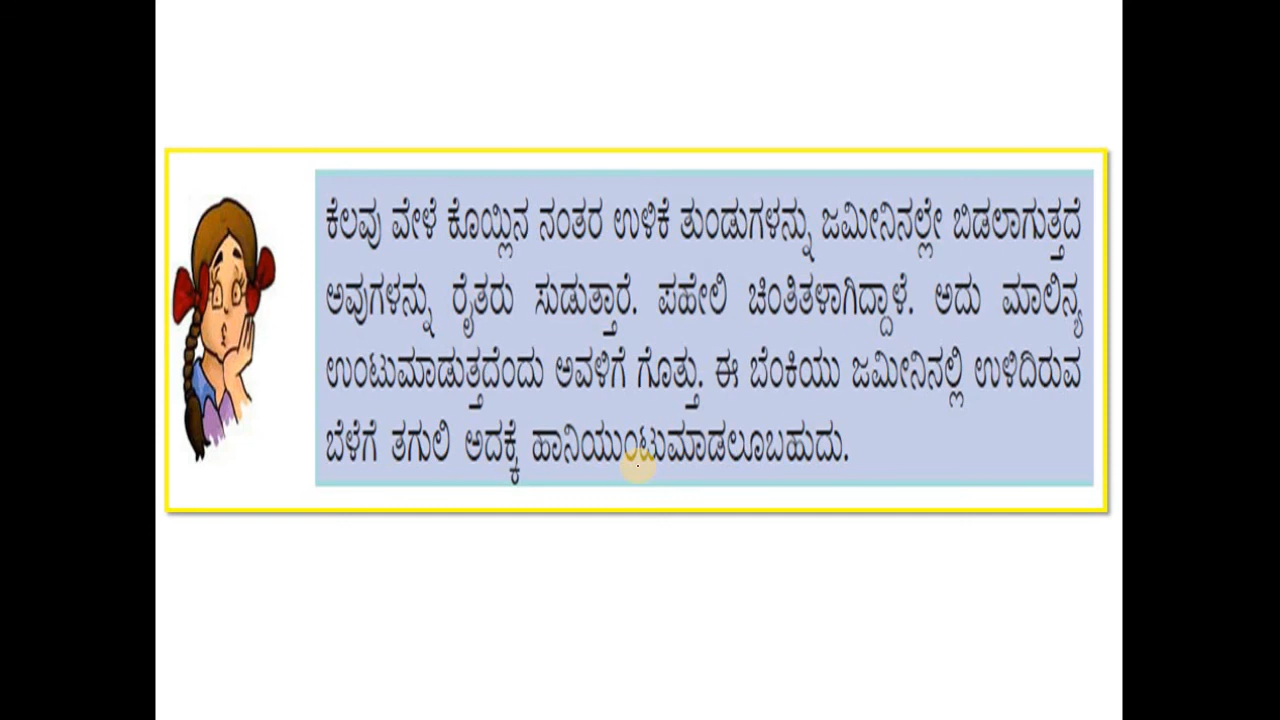 ಕೆಲವು ವೇಳೆ ಕೊಯ್ಲಿನ ನಂತರ ಉಳಿಕೆ ತುಂಡುಗಳನ್ನು ಜಮೀನಿನಲ್ಲೇ ಬಿಡಲಾಗುತ್ತದೆ
ಅವುಗಳನ್ನು ರೈತರು ಸುಡುತ್ತಾರೆ. ಪಹೇಲಿ ಚಿಂತಿತಳಾಗಿದ್ದಾಳೆ. ಅದು ಮಾಲಿನ್ಯ
ಉಂಟುಮಾಡುತ್ತದೆಂದು ಅವಳಿಗೆ ಗೊತ್ತು. ಈ ಬೆಂಕಿಯು ಜಮೀನಿನಲ್ಲಿ ಉಳಿದಿರುವ
ಬೆಳೆಗೆ ತಗುಲಿ ಅದಕ್ಕೆ ಹಾನಿಯುಂಟುಮಾಡಲೂಬಹುದು.